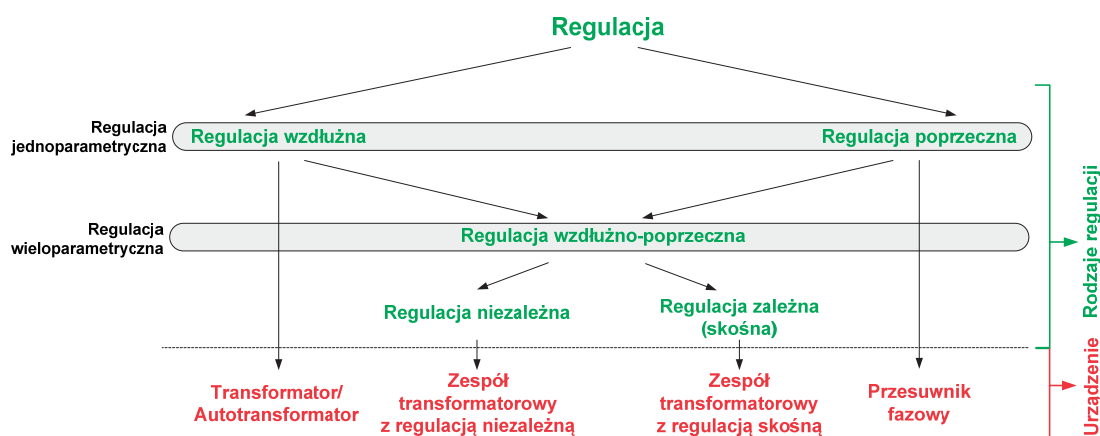 Regulacja
Regulacja
jednoparametryczna
Regulacja wzdłużna
Regulacja poprzeczna
Regulacja
wieloparametryczna
Regulacja wzdłużno-poprzeczna
Regulacja niezależna
Regulacja zależna
(skośna)
Transformator/
Autotransformator
Zespół
transformatorowy
z regulacją niezależną
Zespół
transformatorowy
z regulacją skośną
Przesuwnik
fazowy
Rodzaje regulacji
Urządzenie